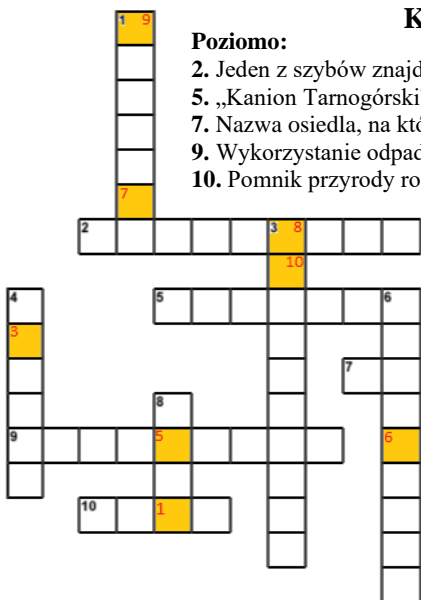 K
Poziomo:
2. Jeden z szybów znajd
5. „Kanion Tarnogórski"
7. Nazwa osiedla, na któ
9. Wykorzystanie odpad
10. Pomnik przyrody ro
1 9
7
2 3 8
10
4 5 6
3
7
8
9 5 6
10 1